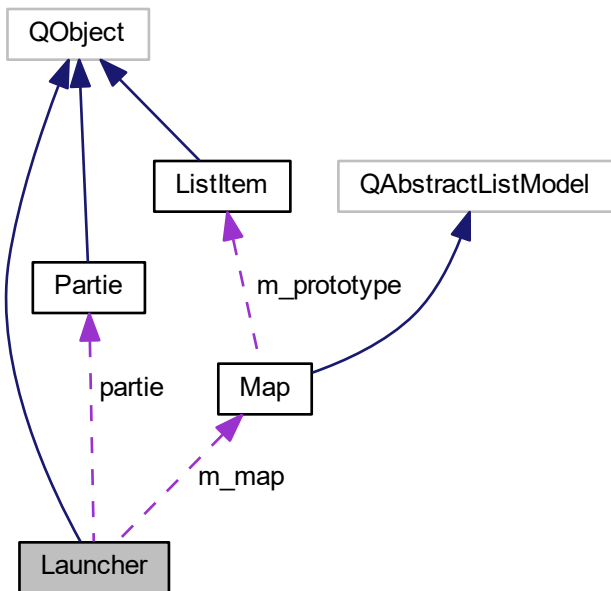 QObject
ListItem
QAbstractListModel
Partie
m_prototype
partie
Map
m_map
Launcher